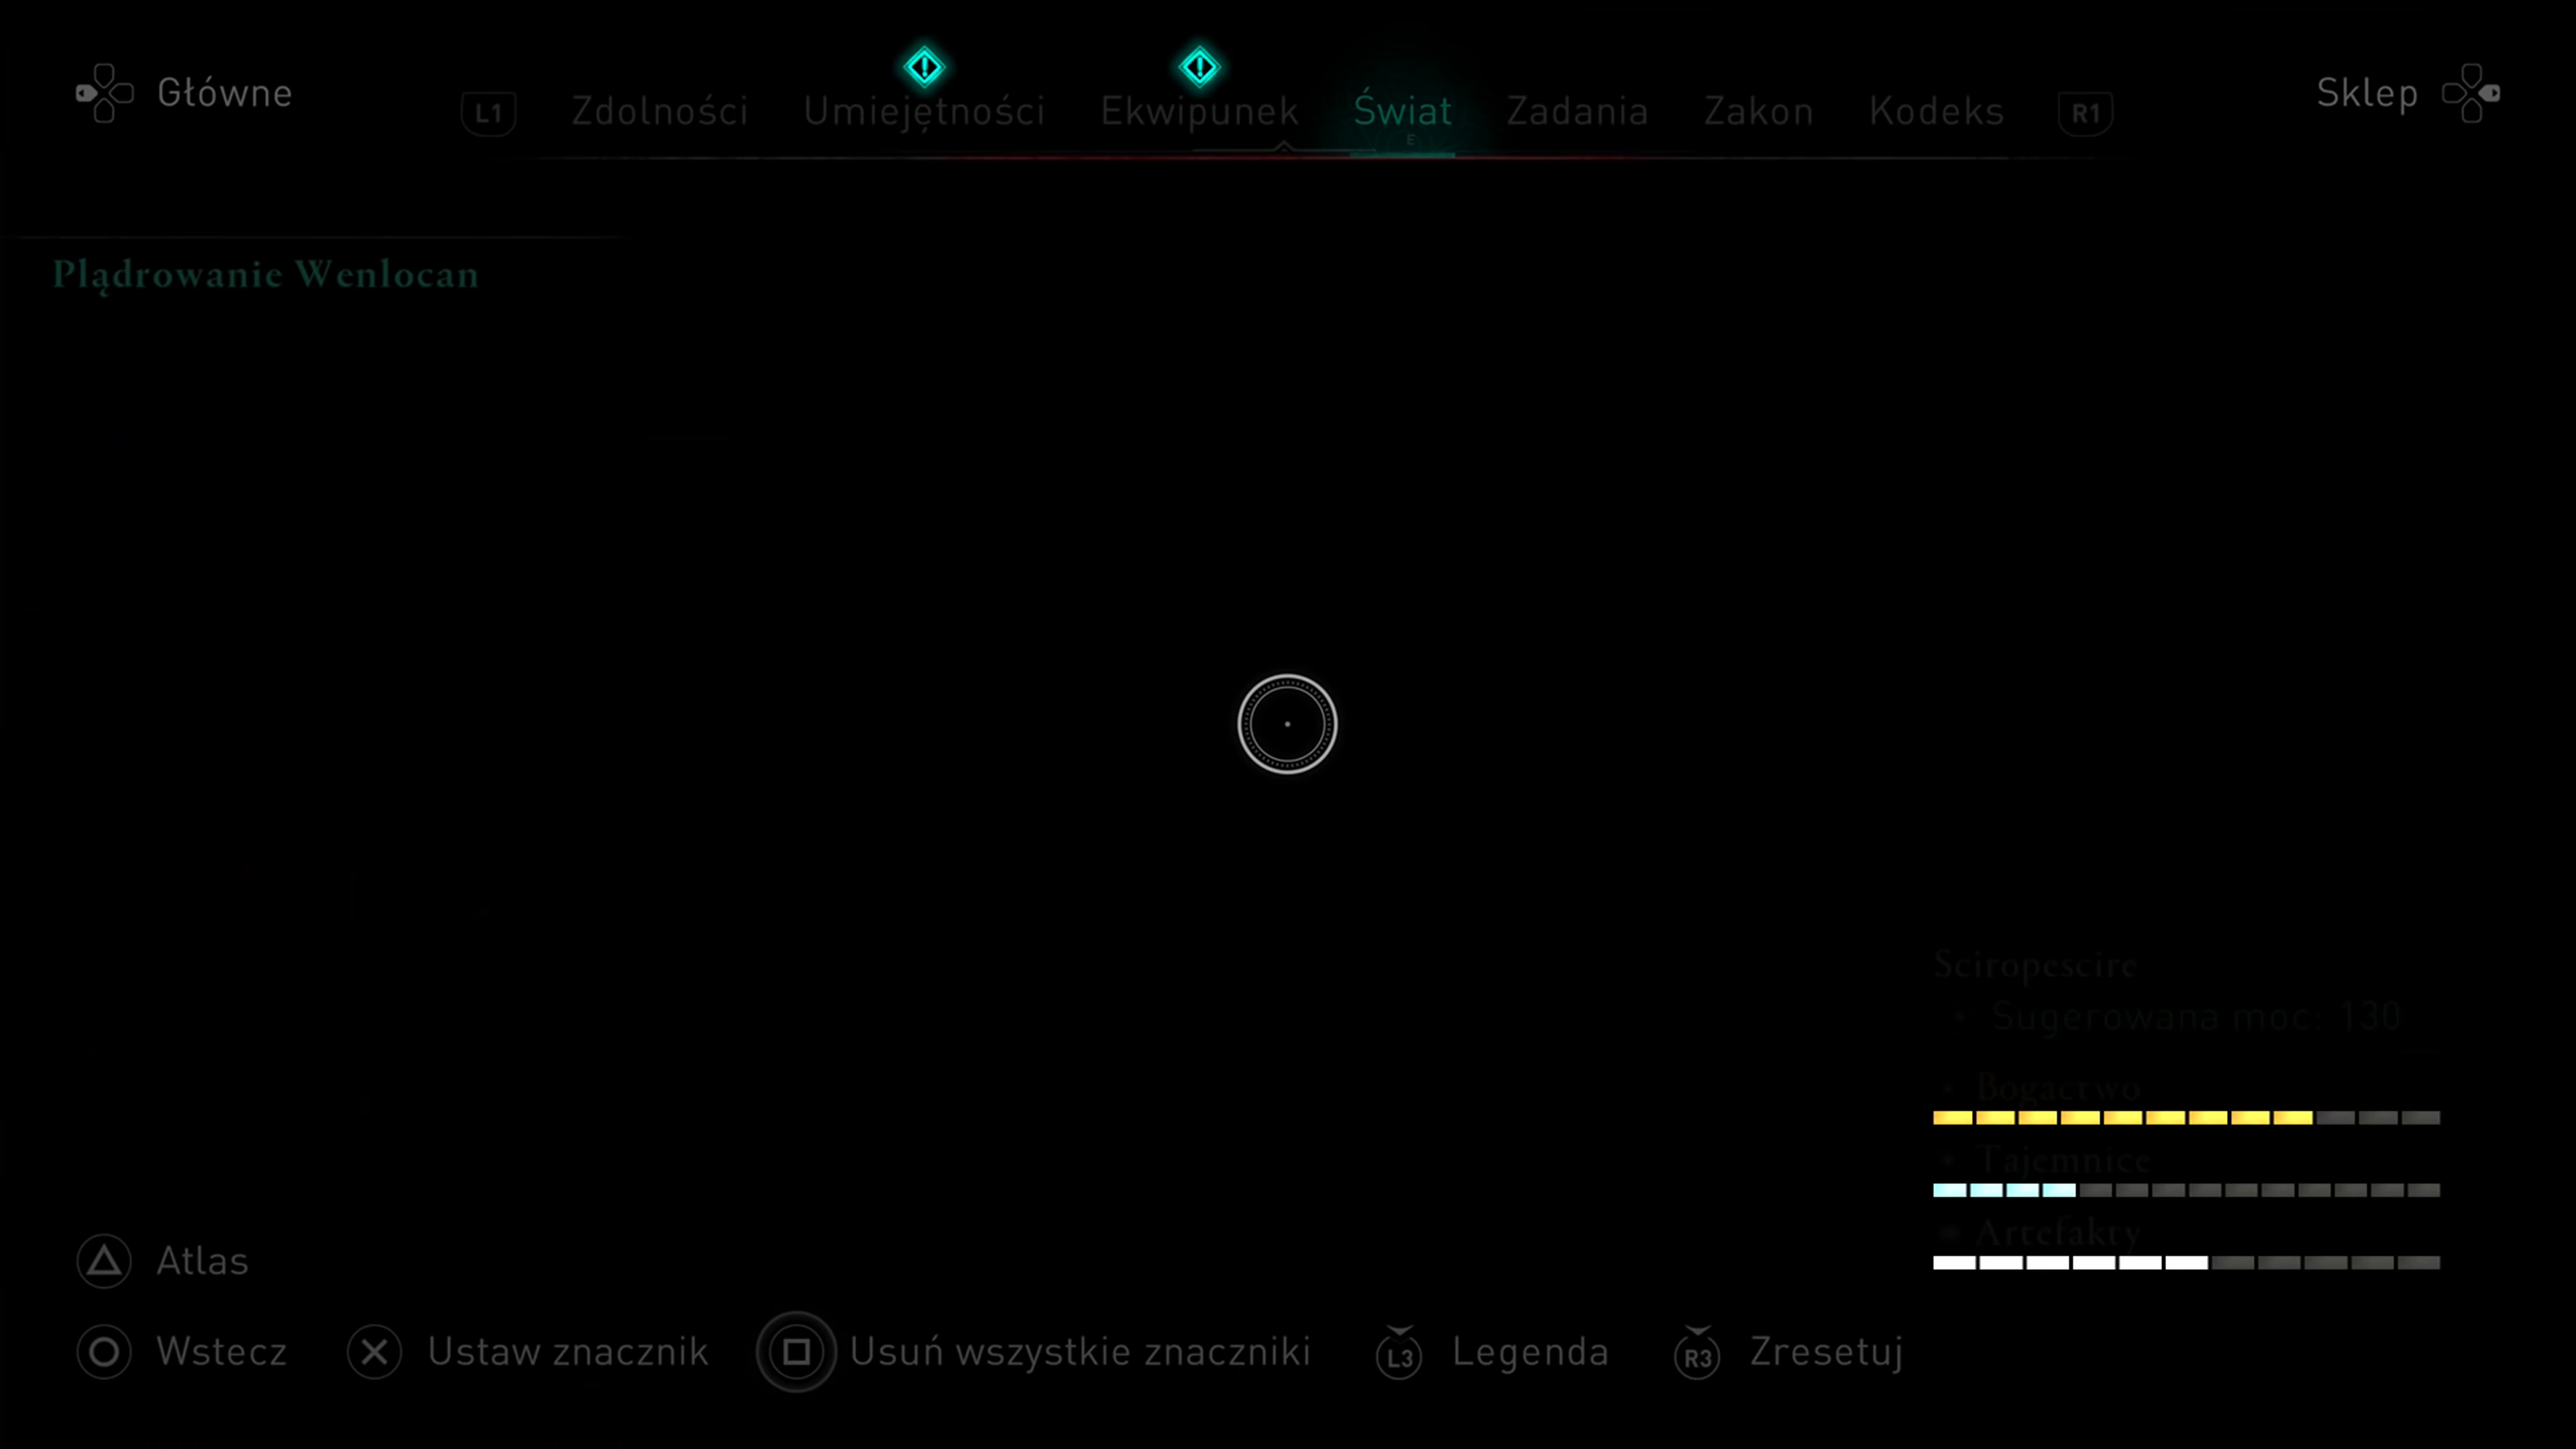 Główne
L1 Zdolności Umiejętności Ekwipunek Świat Zadania Zakon Kodeks R1
Sklep
E
Plądrowanie Wenlocan
Sciropescire
Sugerowana moc: 130
Bogactwo
Tajemnice
Artefakty
Atlas
Wstecz Ustaw znacznik Usuń wszystkie znaczniki L3 Legenda R3 Zresetuj